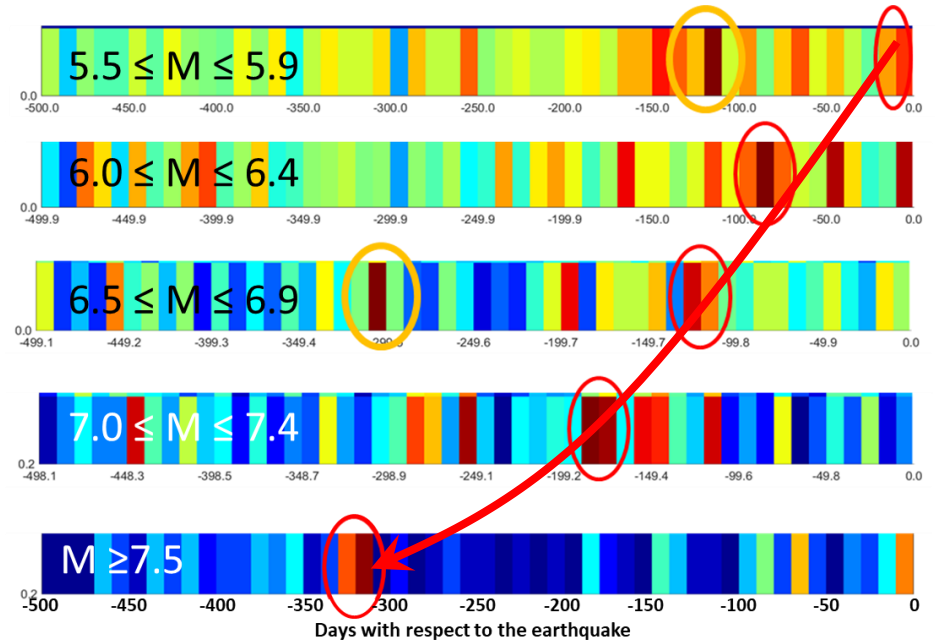 5.5 ≤ M ≤ 5.9
0.0
-500.0 -450.0 -400.0 -350.0 -300.0 -250.0 -200.0 -150.0 -100.0 -50.0 0.0
6.0 ≤ M ≤ 6.4
0.0
-499.9 -449.9 -399.9 -349.9 -299.9 -249.9 -199.9 -150.0 -100.0 -50.0 0.0
6.5 ≤ M ≤ 6.9
0.0
-499.1 -449.2 -399.3 -349.4 249.6 -199.7 -149.7 -99.8 -49.9 0.0
7.0 ≤ M ≤ 7.4
0.2
-498.1 -448.3 -398.5 -348.7 -298.9 -249.1 -199.2 -149.4 -99.6 -49.8 0.0
M ≥7.5
0.2
-500 -450 -400 -350 -300 -250 -200 -150 -100 -50 0
Days with respect to the earthquake